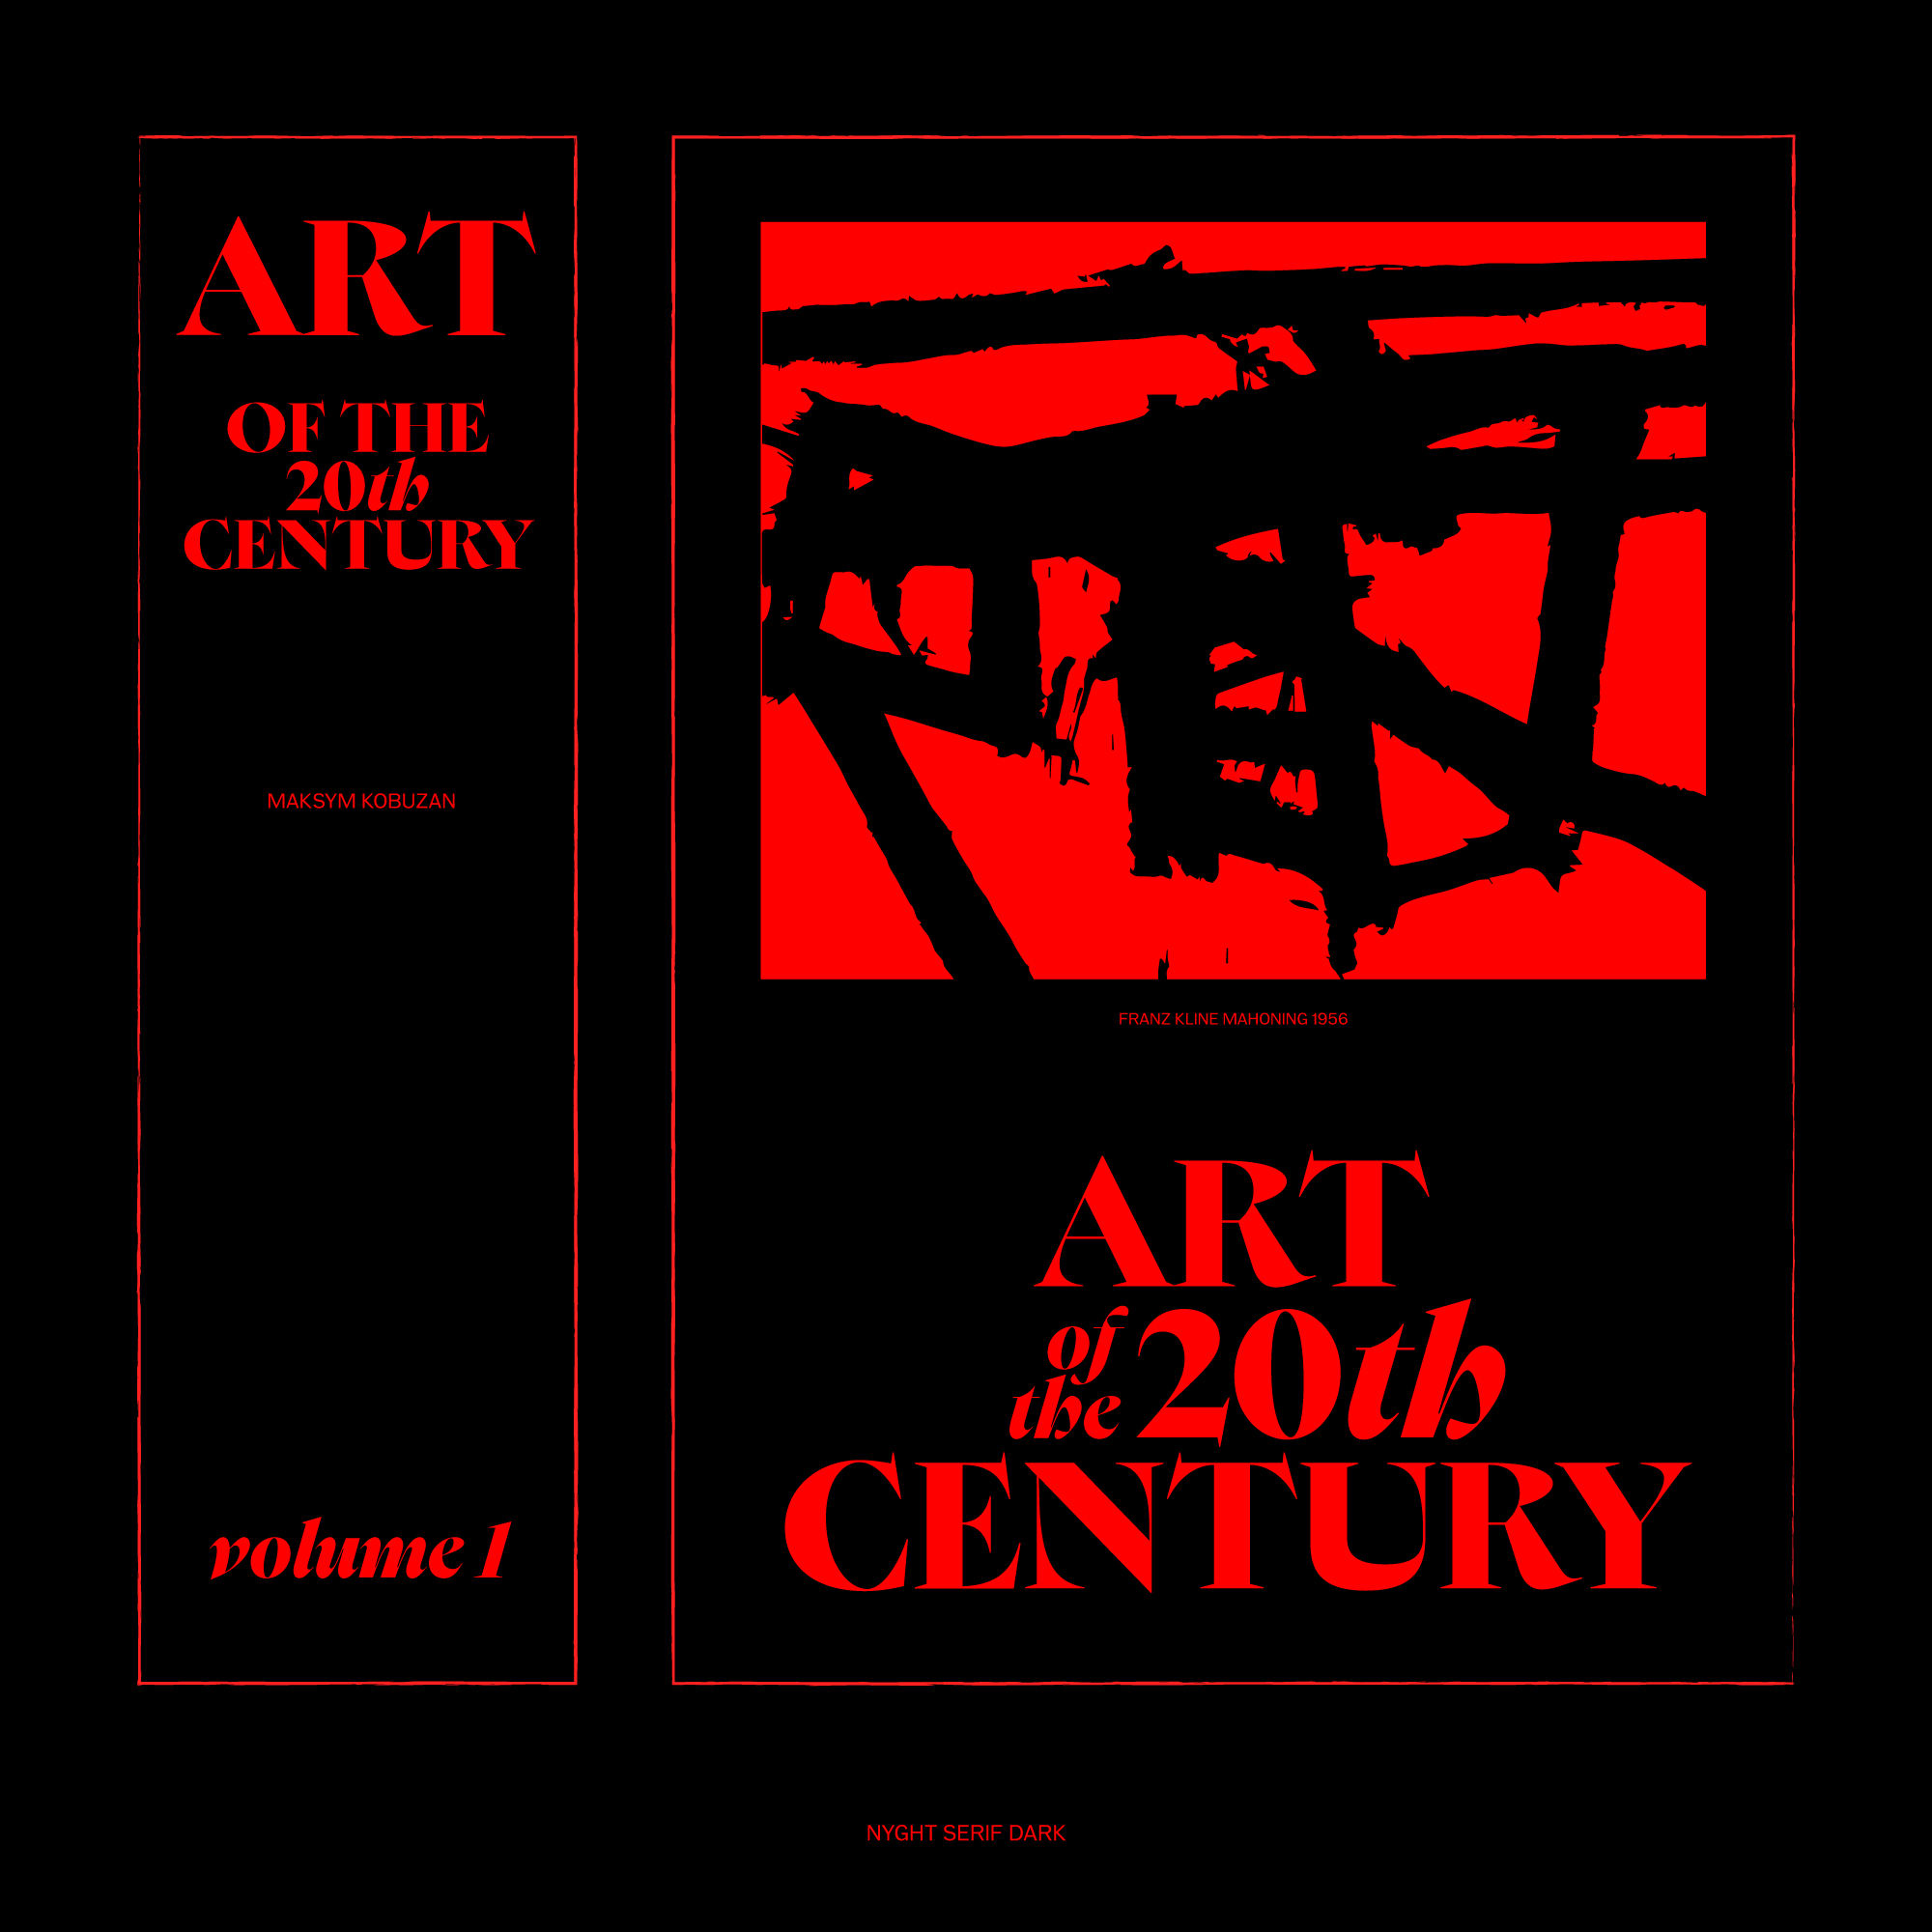 ART
OF THE
20th
CENTURY
MAKSYM KOBUZAN
volume 1
FRANZ KLINE MAHONING 1956
ART
of
the 20th
CENTURY
NYGHT SERIF DARK